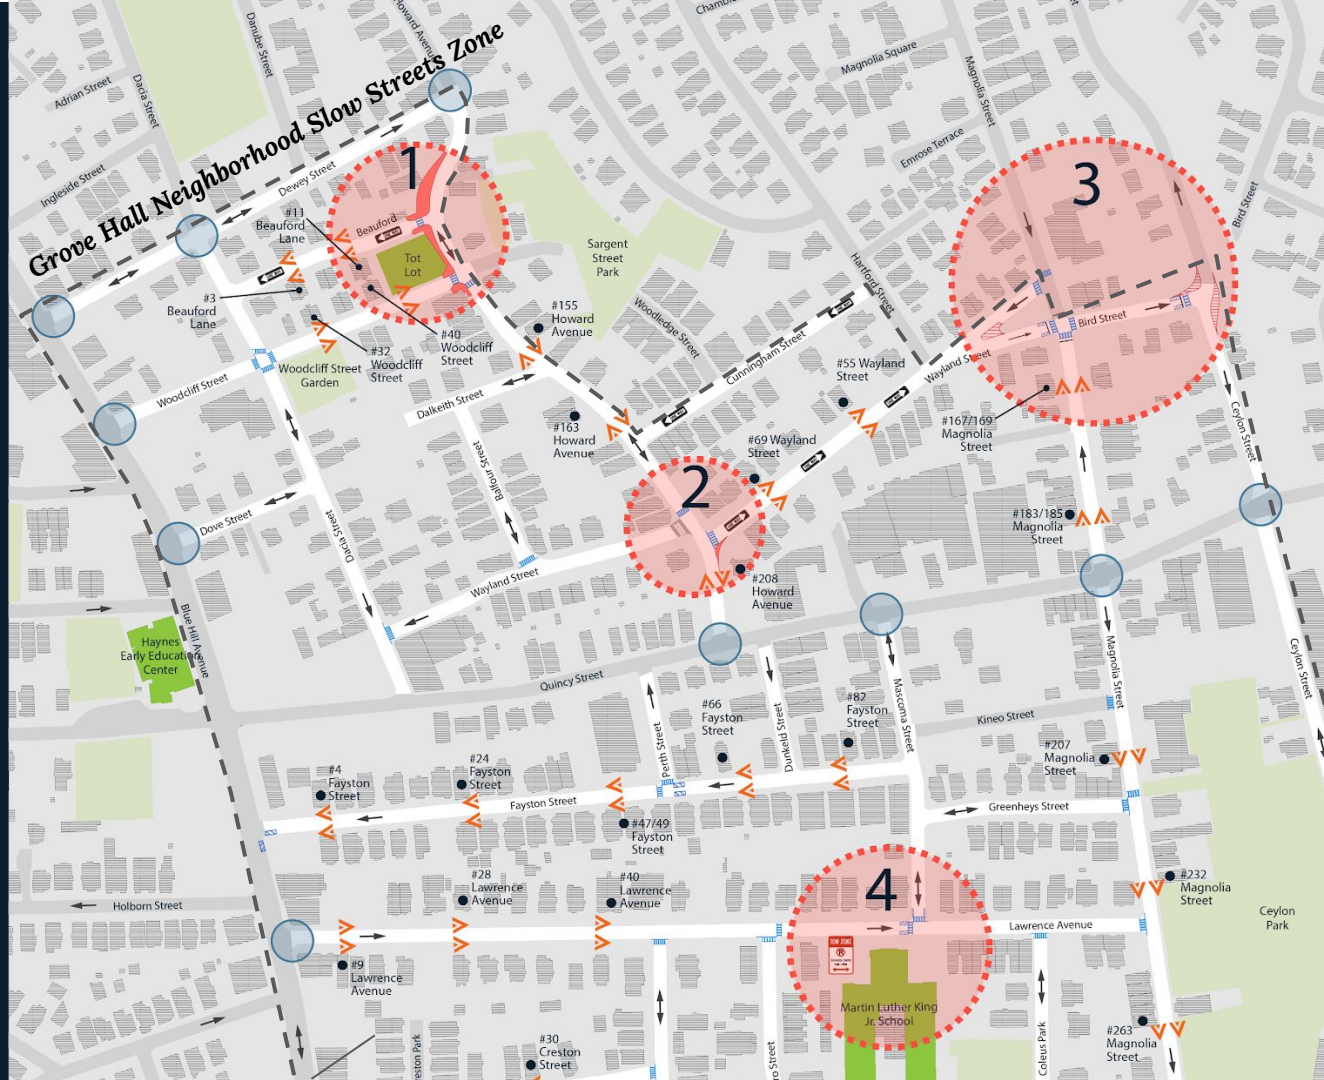 Grove Hall Neighborhood Slow Streets Zone
Howard Avenue
Danube Street
Dacia Street
Adrian Street
Ingleside Street
Dewey Street
Magnolia Square
Magnolia Street
Emrose Terrace
Bird Street
1
Beauford
Tot
Lot
#11
Beauford
Lane
#3
Beauford
Lane
#40
Woodcliff
Street
#32
Woodcliff
Street
Woodcliff Street
Garden
Woodcliff Street
Sargent
Street
Park
#155
Howard
Avenue
Woodledge Street
Hartford Street
Cunningham Street
3
Bird Street
Wayland Street
#55 Wayland
Street
#167/169
Magnolia
Street
Ceylon Street
Dalkeith Street
#163
Howard
Avenue
#69 Wayland
Street
2
Balfour Street
Dove Street
Dacia Street
#183/185
Magnolia
Street
Wayland Street
#208
Howard
Avenue
Blue Hill Avenue
Haynes
Early Education
Center
Quincy Street
Magnolia Street
Ceylon Street
Perth Street
#66
Fayston
Street
Dunkeld Street
#82
Fayston
Street
Mascoma Street
Kineo Street
#207
Magnolia
Street
#4
Fayston
Street
#24
Fayston
Street
Fayston Street
#47/49
Fayston
Street
Greenheys Street
#28
Lawrence
Avenue
#40
Lawrence
Avenue
4
#232
Magnolia
Street
Holborn Street
Lawrence Avenue
Ceylon
Park
TOW ZONE
#9
Lawrence
Avenue
Martin Luther King
Jr. School
#30
Creston
Street
Coleus Park
#263
Magnolia
Street